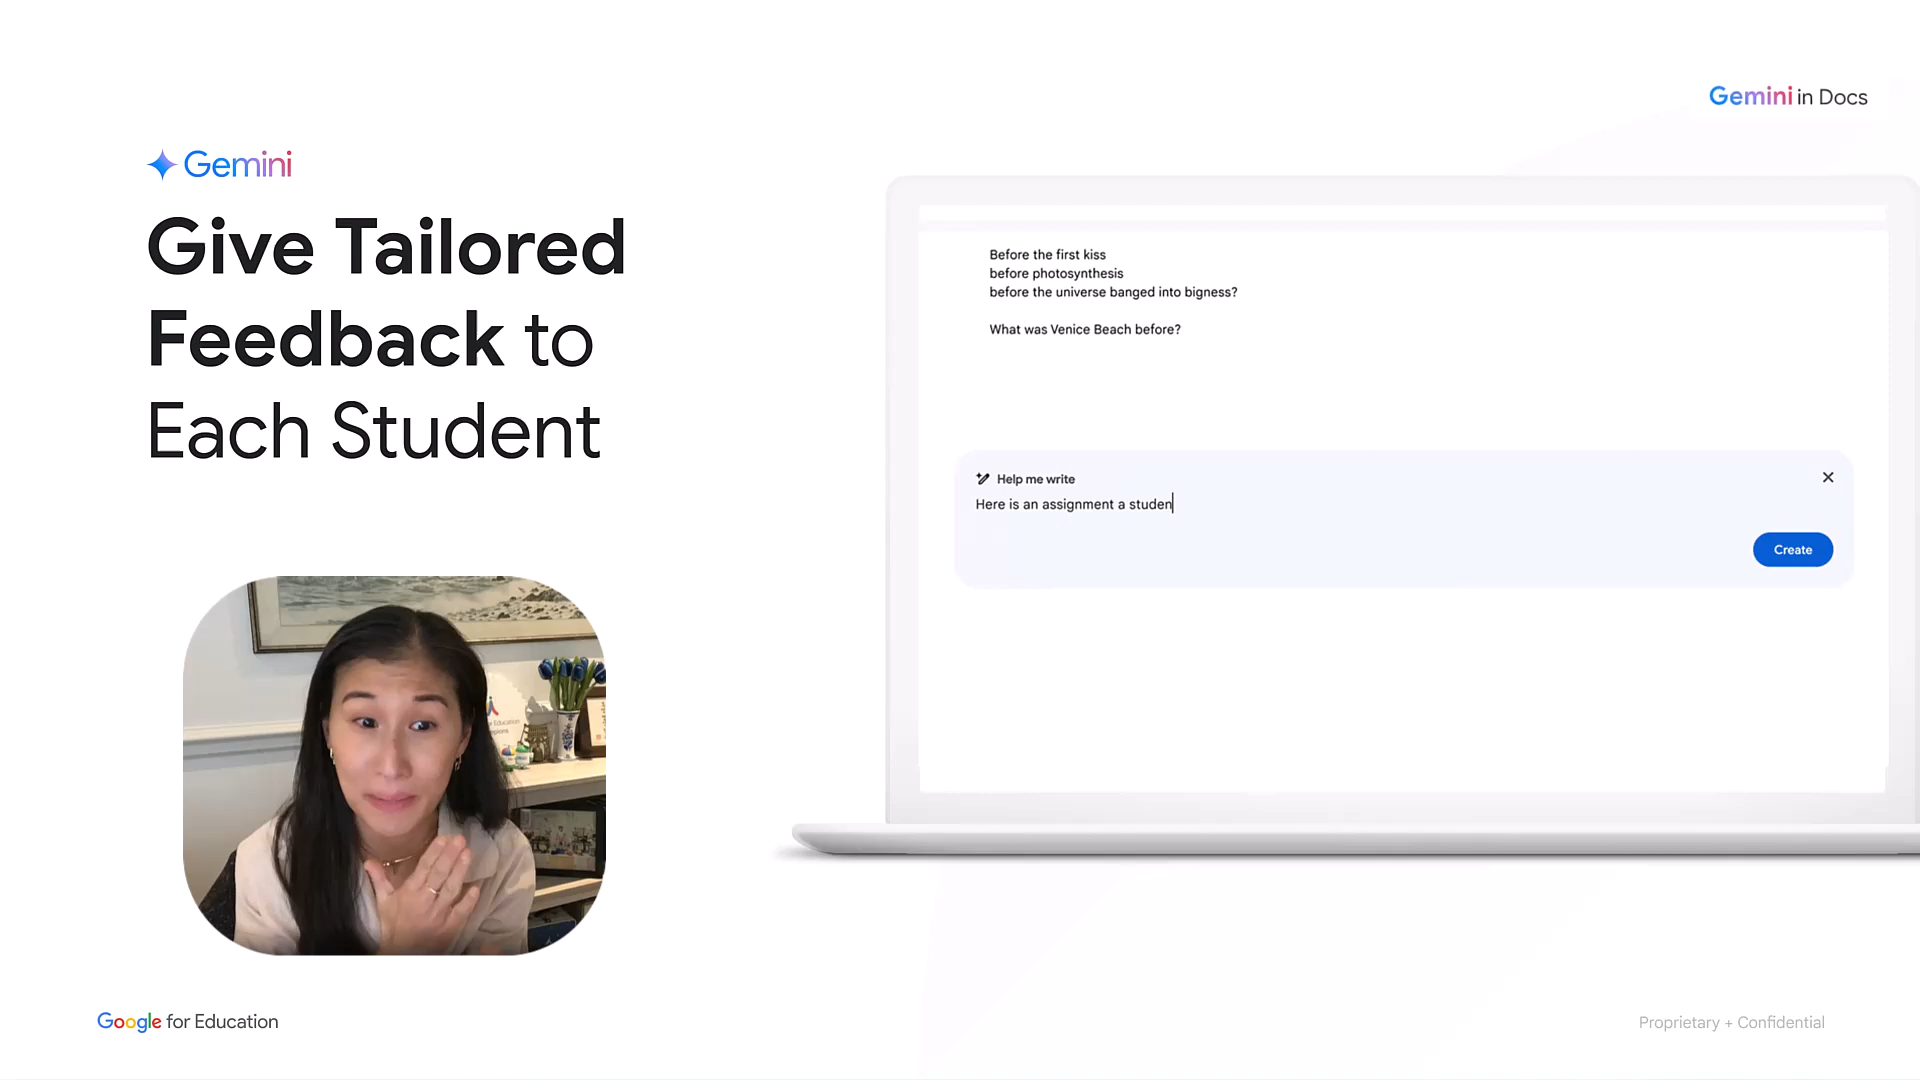 Gemini in Docs
Gemini
Give Tailored
Feedback to
Each Student
Before the first kiss
before photosynthesis
before the universe banged into bigness?
What was Venice Beach before?
Help me write
Here is an assignment a studen
Create
Education
Google for Education
Proprietary + Confidential